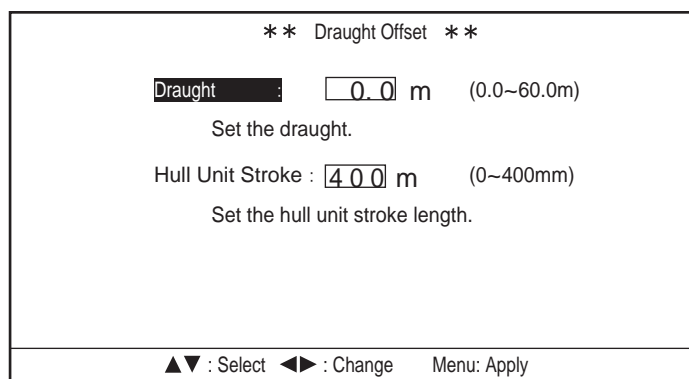 ** Draught Offset **
Draught : 0.0 m (0.0~60.0m)
Set the draught.
Hull Unit Stroke : 400 m (0~400mm)
Set the hull unit stroke length.
▲▼ : Select ◀▶ : Change Menu: Apply